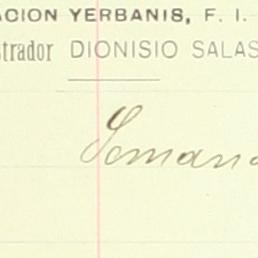 ACION YERBANIS, F. I.
strador DIONISIO SALAS
Semana